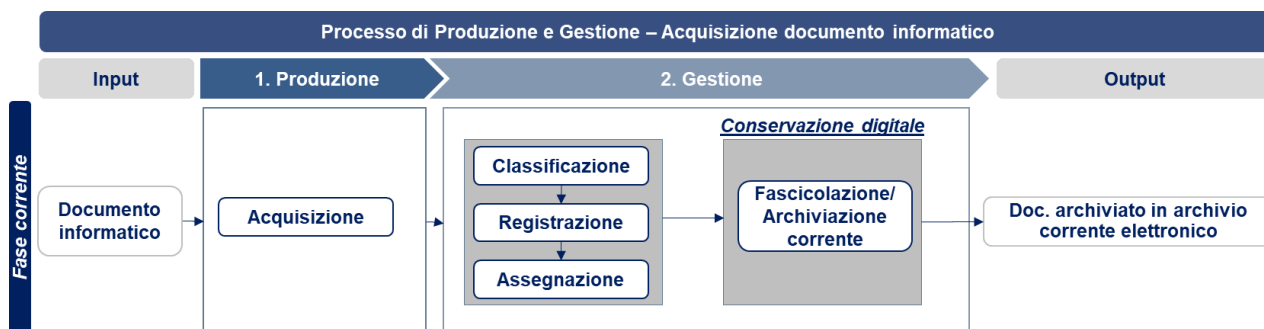 Processo di Produzione e Gestione – Acquisizione documento informatico
Input
1. Produzione
2. Gestione
Output
Fase corrente
Documento
informatico
Acquisizione
Classificazione
Registrazione
Assegnazione
Conservazione digitale
Fascicolazione/
Archiviazione
corrente
Doc. archiviato in archivio
corrente elettronico